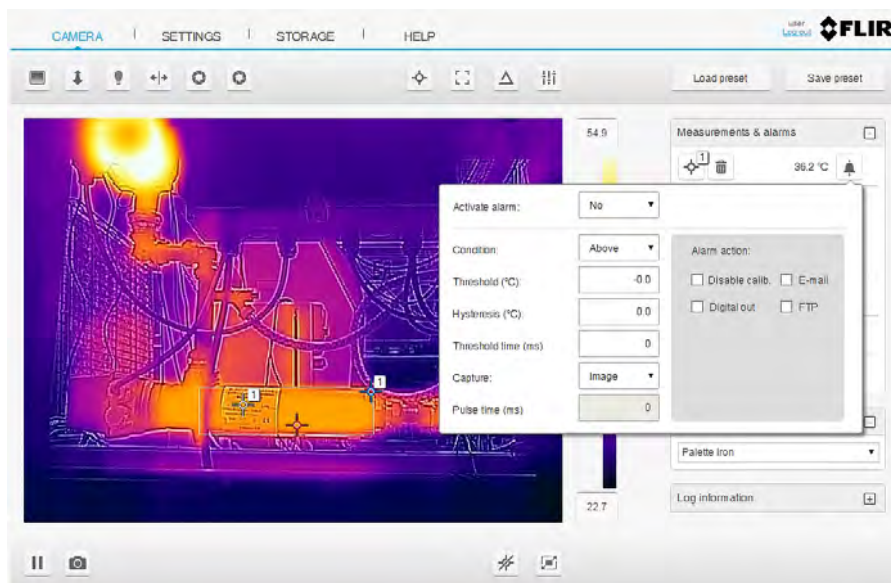 user
Log out
FLIR
CAMERA
SETTINGS
STORAGE
HELP
Load preset
Save preset
54.9
Measurements & alarms
1
36.2 °C
Activate alarm:
No
Condition:
Above
Alarm action:
Threshold (°C):
-0.0
Disable calib.
E-mail
Hysteresis (°C):
0.0
Digital out
FTP
Threshold time (ms)
0
Capture:
Image
Pulse time (ms)
0
1
1
Palette Iron
22.7
Log information